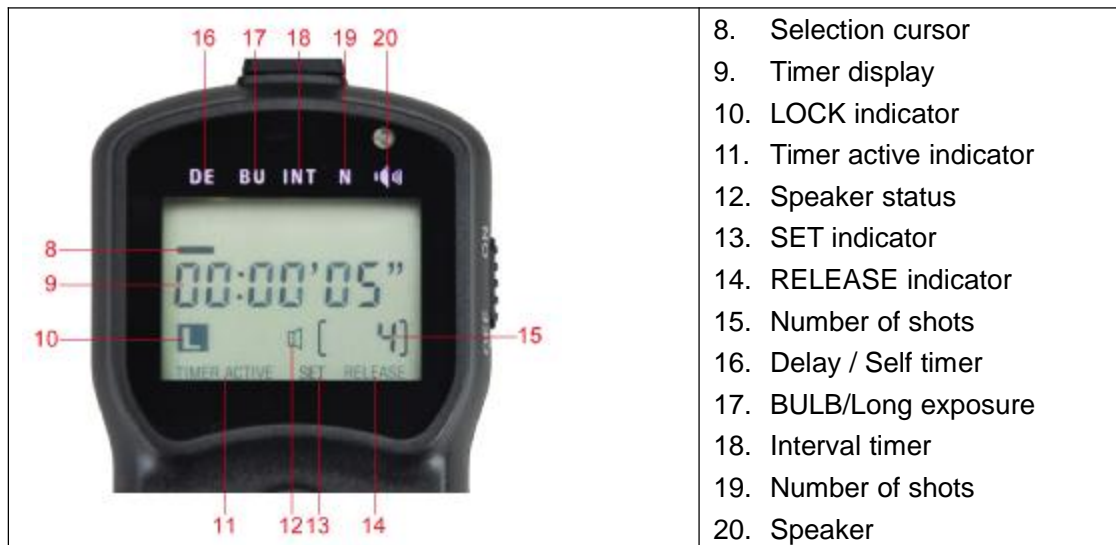 16 17 18 19 20
DE BU INT N
8
9
00:00'05"
10
L
[ 4]
15
TIMER ACTIVE SET RELEASE
11 12 13 14
ON
OFF
8. Selection cursor
9. Timer display
10. LOCK indicator
11. Timer active indicator
12. Speaker status
13. SET indicator
14. RELEASE indicator
15. Number of shots
16. Delay / Self timer
17. BULB/Long exposure
18. Interval timer
19. Number of shots
20. Speaker